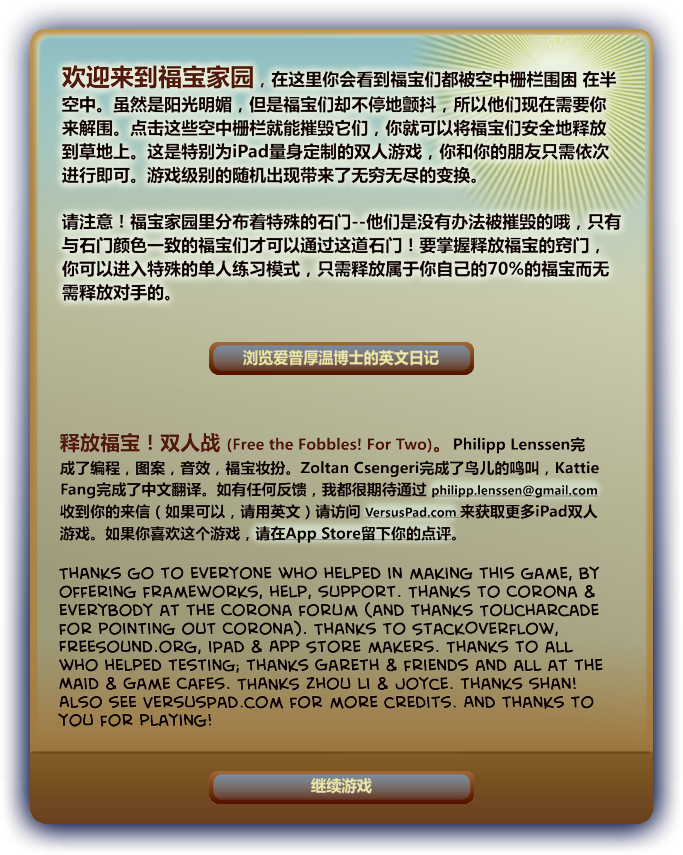 欢迎来到福宝家园，在这里你会看到福宝们都被空中栅栏围困 在半
空中。虽然是阳光明媚，但是福宝们却不停地颤抖，所以他们现在需要你
来解围。点击这些空中栅栏就能摧毁它们，你就可以将福宝们安全地释放
到草地上。这是特别为iPad量身定制的双人游戏，你和你的朋友只需依次
进行即可。游戏级别的随机出现带来了无穷无尽的变换。
请注意！福宝家园里分布着特殊的石门--他们是没有办法被摧毁的哦，只有
与石门颜色一致的福宝们才可以通过这道石门！要掌握释放福宝的窍门，
你可以进入特殊的单人练习模式，只需释放属于你自己的70%的福宝而无
需释放对手的。
浏览爱普厚温博士的英文日记
释放福宝！双人战 (Free the Fobbles! For Two)。 Philipp Lenssen完
成了编程，图案，音效，福宝妆扮。Zoltan Csengeri完成了鸟儿的鸣叫，Kattie
Fang完成了中文翻译。如有任何反馈，我都很期待通过 philipp.lenssen@gmail.com
收到你的来信（如果可以，请用英文）请访问 VersusPad.com 来获取更多iPad双人
游戏。如果你喜欢这个游戏，请在App Store留下你的点评。
THANKS GO TO EVERYONE WHO HELPED IN MAKING THIS GAME, BY
OFFERING FRAMEWORKS, HELP, SUPPORT. THANKS TO CORONA &
EVERYBODY AT THE CORONA FORUM (AND THANKS TOUCHARCADE
FOR POINTING OUT CORONA). THANKS TO STACKOVERFLOW,
FREESOUND.ORG, IPAD & APP STORE MAKERS. THANKS TO ALL
WHO HELPED TESTING; THANKS GARETH & FRIENDS AND ALL AT THE
MAID & GAME CAFES. THANKS ZHOU LI & JOYCE. THANKS SHAN!
ALSO SEE VERSUSPAD.COM FOR MORE CREDITS. AND THANKS TO
YOU FOR PLAYING!
继续游戏